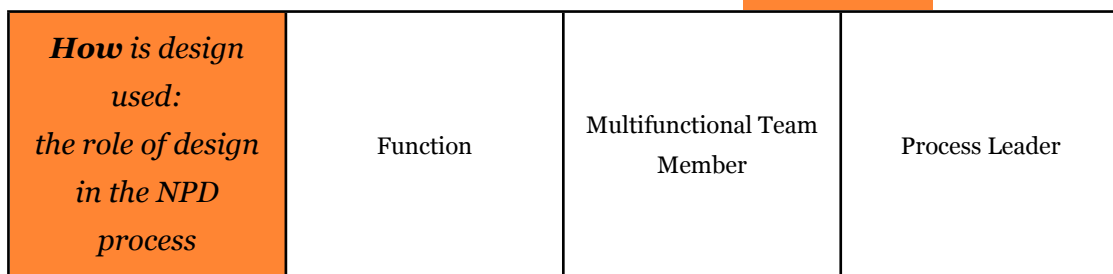 How is design
used:
the role of design
in the NPD
process
Function
Multifunctional Team
Member
Process Leader